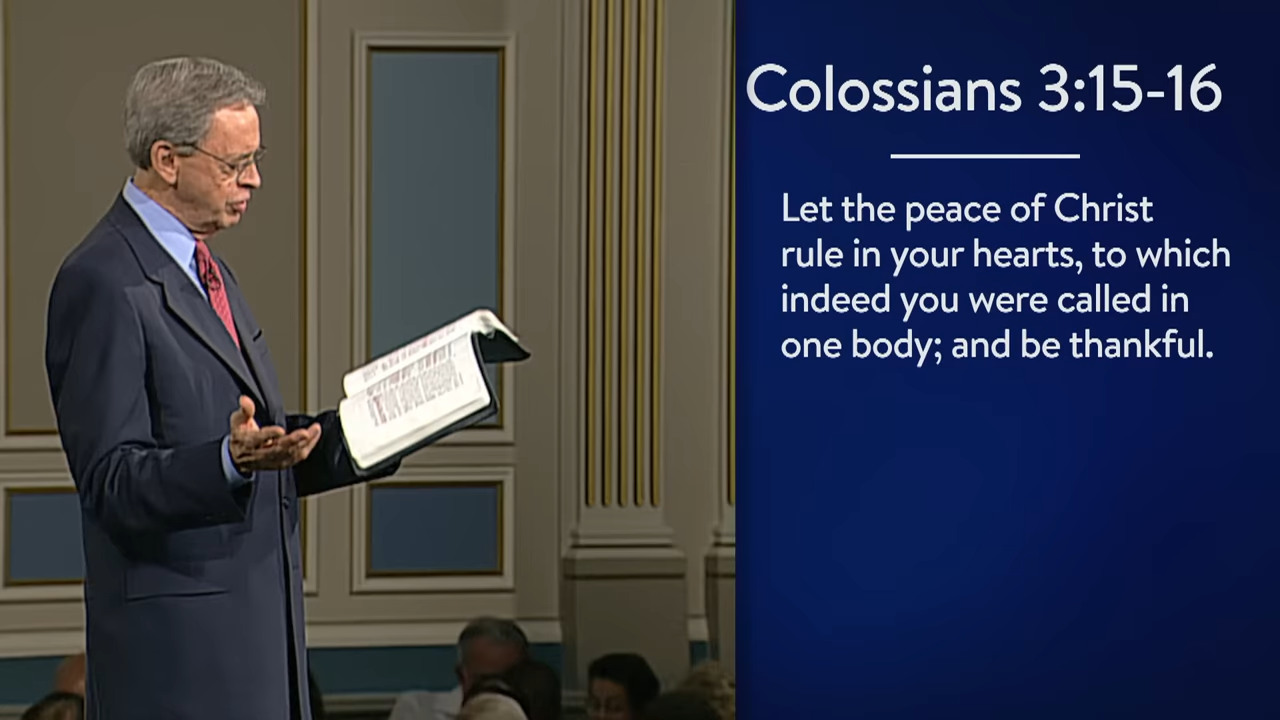 Colossians 3:15-16
Let the peace of Christ
rule in your hearts, to which
indeed you were called in
one body; and be thankful.